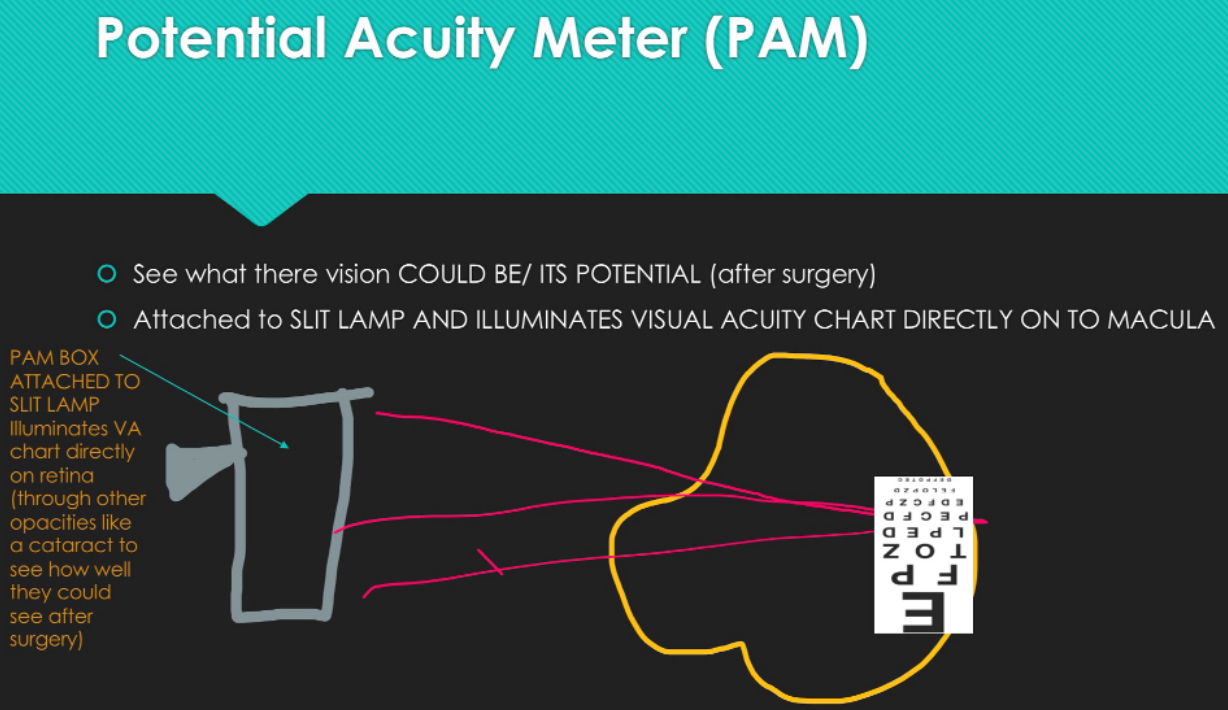 Potential Acuity Meter (PAM)
See what there vision COULD BE/ ITS POTENTIAL (after surgery)
Attached to SLIT LAMP AND ILLUMINATES VISUAL ACUITY CHART DIRECTLY ON TO MACULA
PAM BOX
ATTACHED TO
SLIT LAMP
Illuminates VA
chart directly
on retina
(through other
opacities like
a cataract to
see how well
they could
see after
surgery)
E
F P
T O Z
L P E D
P E C F D
E D F C Z P
F E L O P Z D
D E F P O T E C